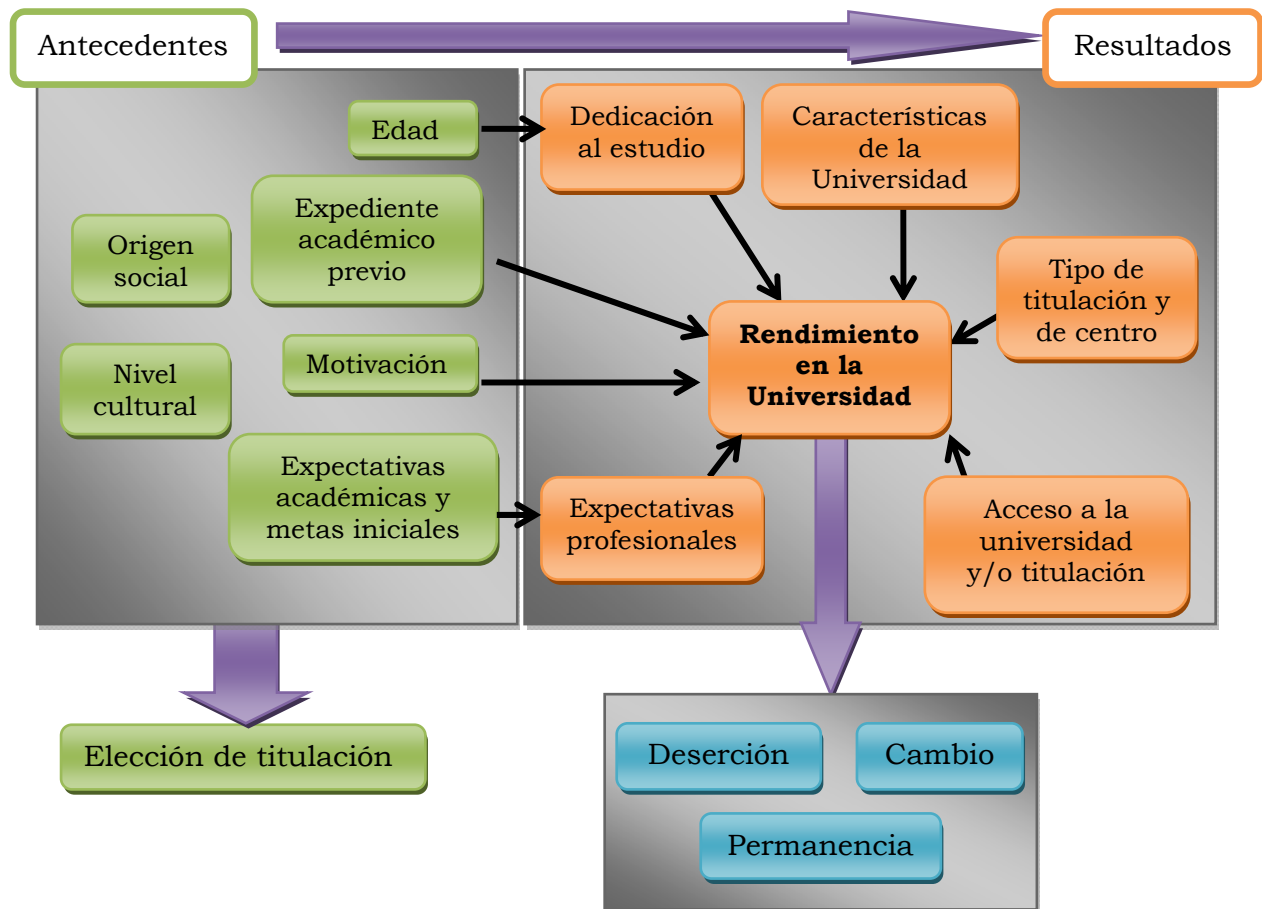 Antecedentes
Resultados
Edad
Expediente
académico
previo
Origen
social
Motivación
Nivel
cultural
Expectativas
académicas y
metas iniciales
Dedicación
al estudio
Características
de la
Universidad
Tipo de
titulación y
de centro
Rendimiento
en la
Universidad
Expectativas
profesionales
Acceso a la
universidad
y/o titulación
Elección de titulación
Deserción
Cambio
Permanencia